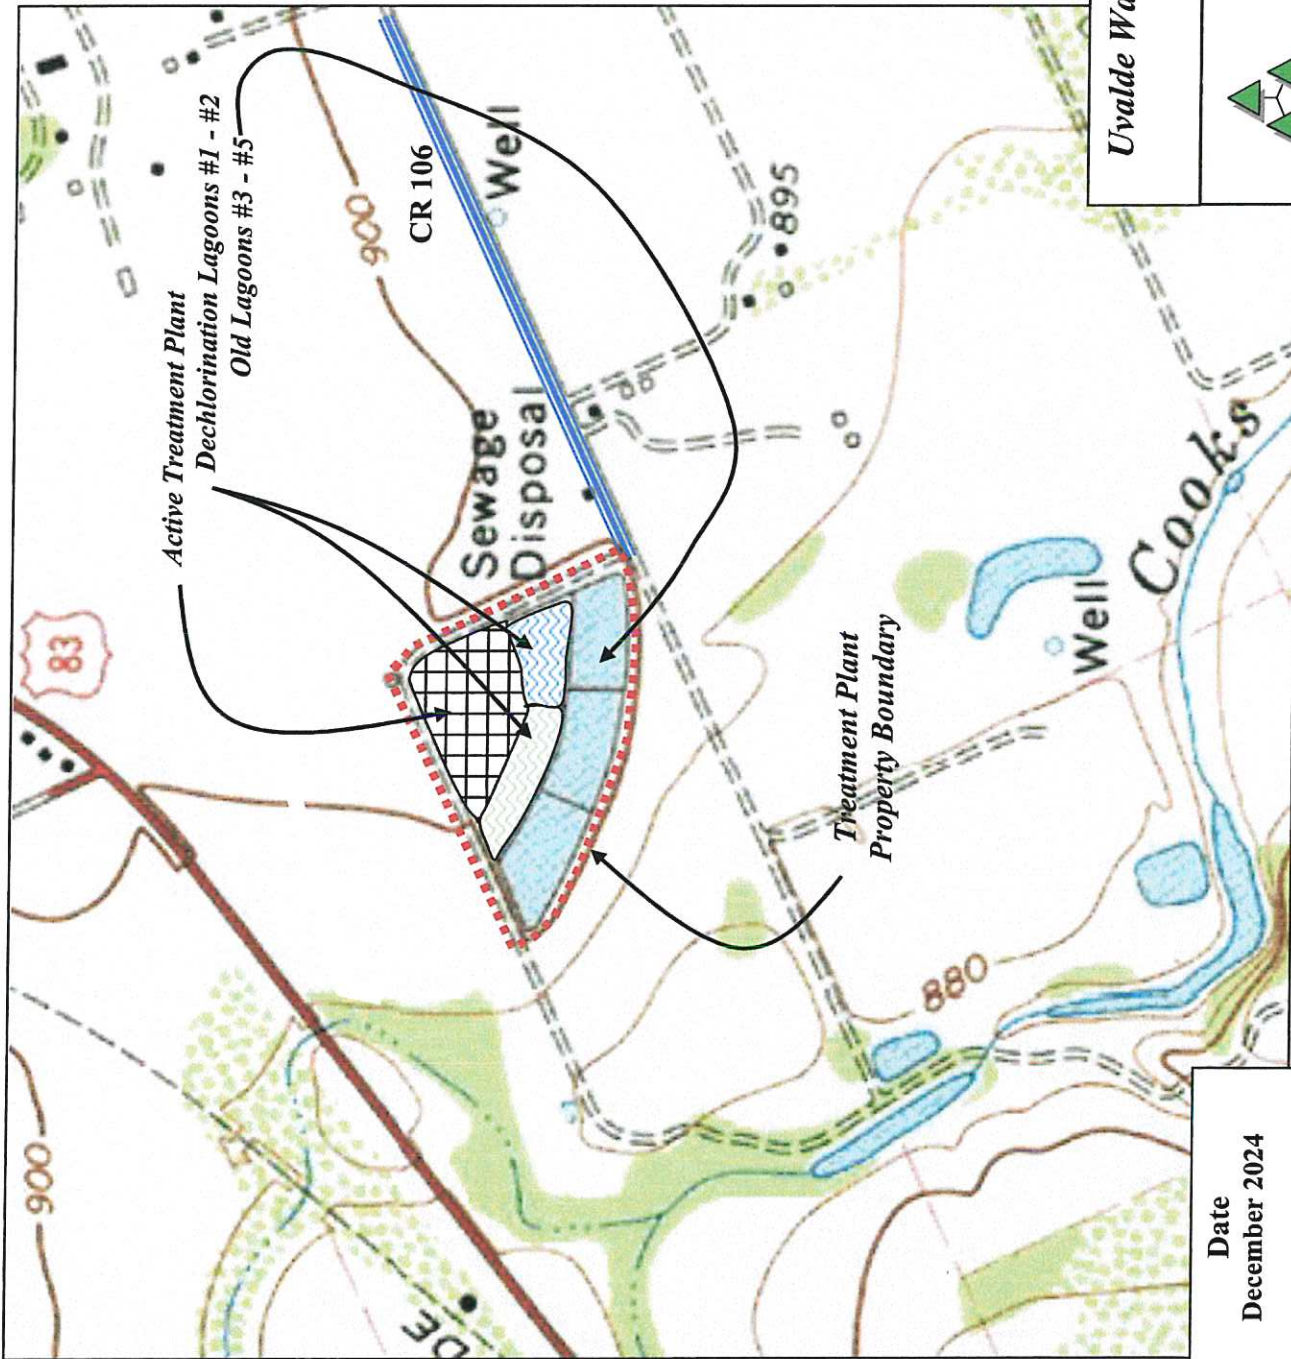 Active Treatment Plant
Dechlorination Lagoons #1 - #2
Old Lagoons #3 - #5
83
900
CR 106
Well
Sewage
Disposal
895
Treatment Plant
Property Boundary
Well
Cooks
880
900
DE
Date
December 2024
Uvalde Wa